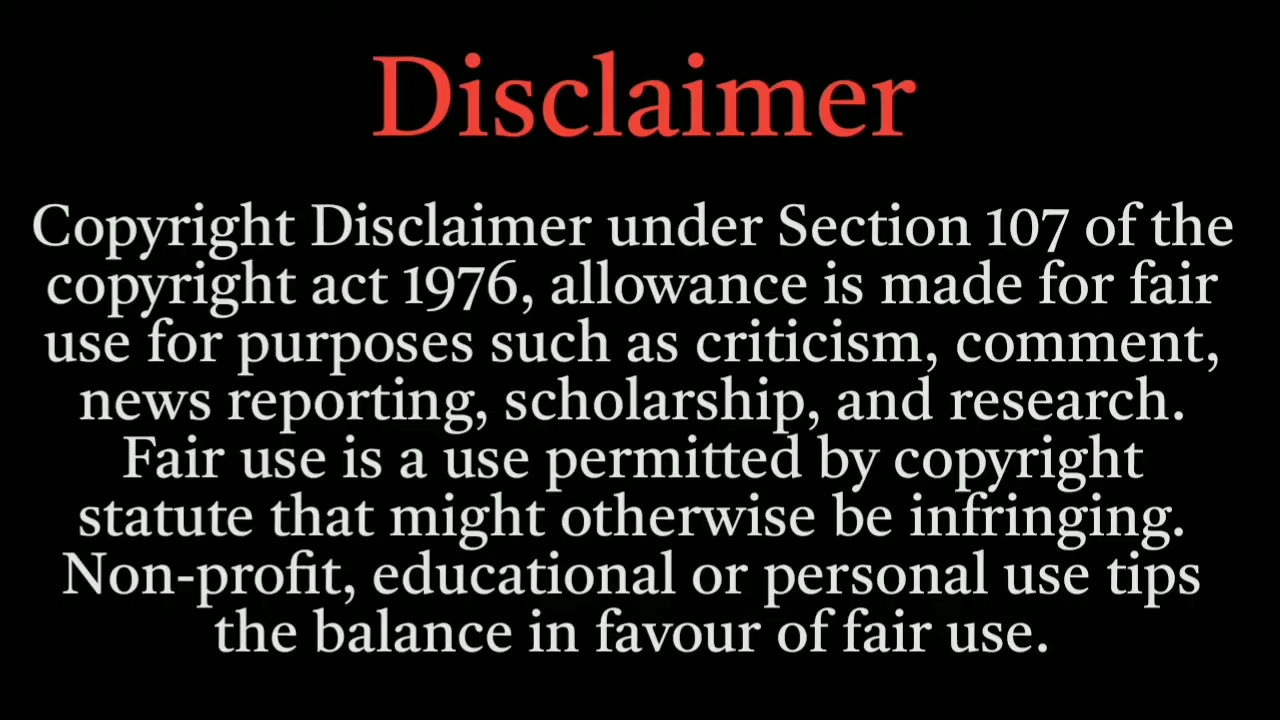 Disclaimer
Copyright Disclaimer under Section 107 of the
copyright act 1976, allowance is made for fair
use for purposes such as criticism, comment,
news reporting, scholarship, and research.
Fair use is a use permitted by copyright
statute that might otherwise be infringing.
Non-profit, educational or personal use tips
the balance in favour of fair use.